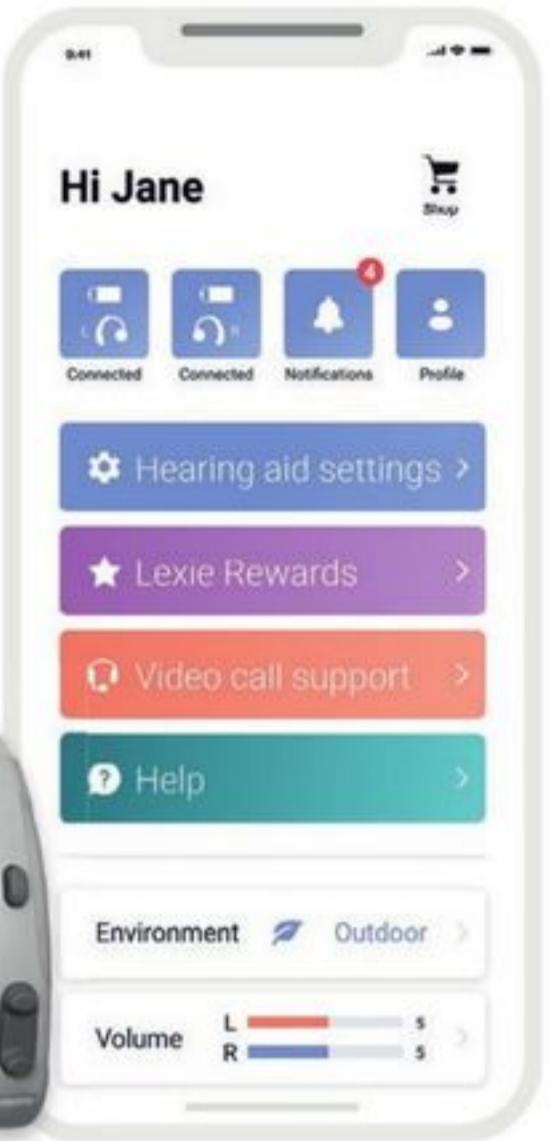 9:41
Hi Jane
Shop
4
L
R
Connected
Connected
Notifications
Profile
Hearing aid settings
Lexie Rewards
Video call support
?
Help
Environment
Outdoor
Volume
L
5
R
5